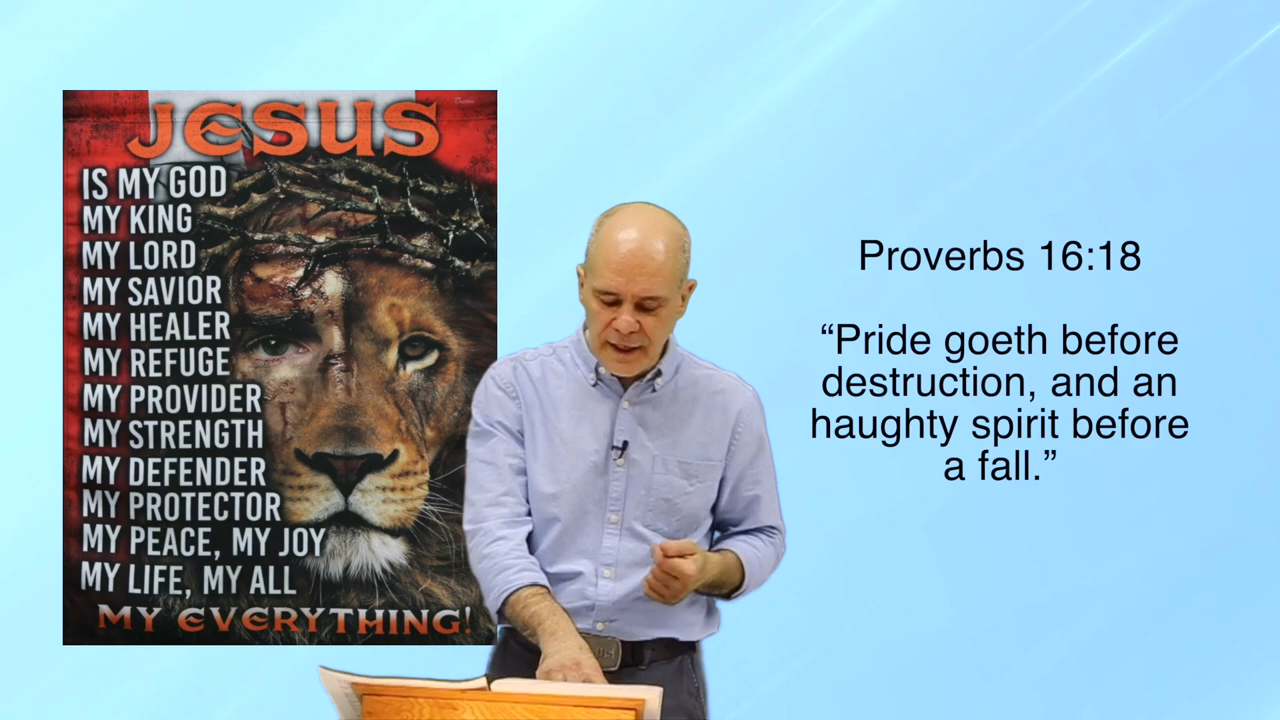 JESUS
IS MY GOD
MY KING
MY LORD
MY SAVIOR
MY HEALER
MY REFUGE
MY PROVIDER
MY STRENGTH
MY DEFENDER
MY PROTECTOR
MY PEACE, MY JOY
MY LIFE, MY ALL
MY EVERYTHING!
Proverbs 16:18
“Pride goeth before
destruction, and an
haughty spirit before
a fall.”